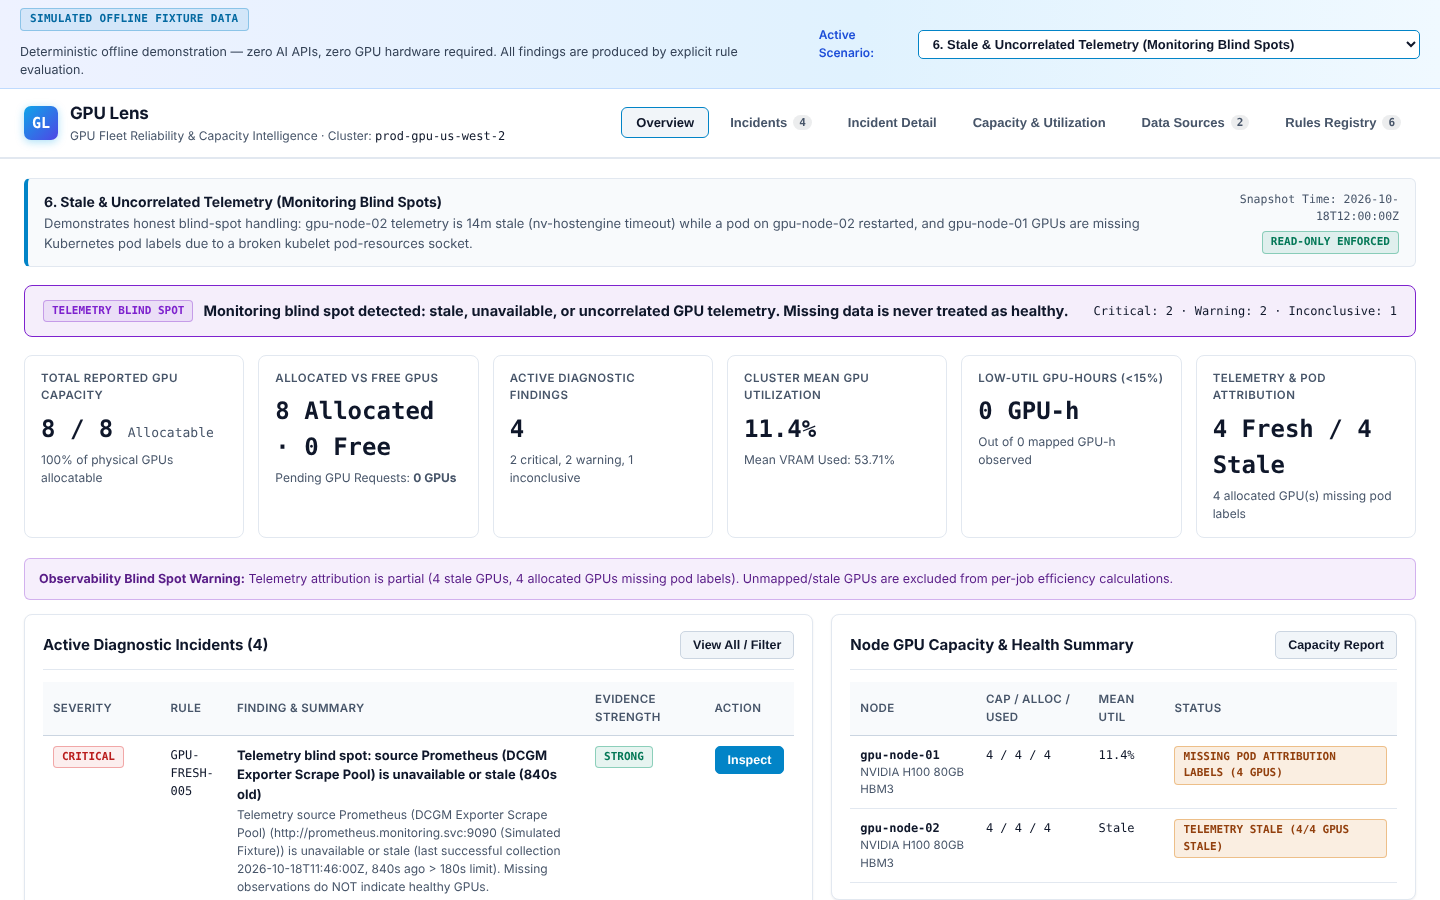 SIMULATED OFFLINE FIXTURE DATA
Deterministic offline demonstration — zero AI APIs, zero GPU hardware required. All findings are produced by explicit rule
evaluation.
Active
Scenario:
6. Stale & Uncorrelated Telemetry (Monitoring Blind Spots)
GL
GPU Lens
GPU Fleet Reliability & Capacity Intelligence · Cluster: prod-gpu-us-west-2
Overview
Incidents 4
Incident Detail
Capacity & Utilization
Data Sources 2
Rules Registry 6
6. Stale & Uncorrelated Telemetry (Monitoring Blind Spots)
Demonstrates honest blind-spot handling: gpu-node-02 telemetry is 14m stale (nv-hostengine timeout) while a pod on gpu-node-02 restarted, and gpu-node-01 GPUs are missing
Kubernetes pod labels due to a broken kubelet pod-resources socket.
Snapshot Time: 2026-10-
18T12:00:00Z
READ-ONLY ENFORCED
TELEMETRY BLIND SPOT
Monitoring blind spot detected: stale, unavailable, or uncorrelated GPU telemetry. Missing data is never treated as healthy.
Critical: 2 · Warning: 2 · Inconclusive: 1
TOTAL REPORTED GPU
CAPACITY
8 / 8 Allocatable
100% of physical GPUs
allocatable
ALLOCATED VS FREE GPUS
8 Allocated
· 0 Free
Pending GPU Requests: 0 GPUs
ACTIVE DIAGNOSTIC
FINDINGS
4
2 critical, 2 warning, 1
inconclusive
CLUSTER MEAN GPU
UTILIZATION
11.4%
Mean VRAM Used: 53.71%
LOW-UTIL GPU-HOURS (<15%)
0 GPU-h
Out of 0 mapped GPU-h
observed
TELEMETRY & POD
ATTRIBUTION
4 Fresh / 4
Stale
4 allocated GPU(s) missing pod
labels
Observability Blind Spot Warning: Telemetry attribution is partial (4 stale GPUs, 4 allocated GPUs missing pod labels). Unmapped/stale GPUs are excluded from per-job efficiency calculations.
Active Diagnostic Incidents (4)
View All / Filter
SEVERITY
RULE
FINDING & SUMMARY
EVIDENCE
STRENGTH
ACTION
CRITICAL
GPU-
FRESH-
005
Telemetry blind spot: source Prometheus (DCGM
Exporter Scrape Pool) is unavailable or stale (840s
old)
Telemetry source Prometheus (DCGM Exporter Scrape
Pool) (http://prometheus.monitoring.svc:9090 (Simulated
Fixture)) is unavailable or stale (last successful collection
2026-10-18T11:46:00Z, 840s ago > 180s limit). Missing
observations do NOT indicate healthy GPUs.
STRONG
Inspect
Node GPU Capacity & Health Summary
Capacity Report
NODE
CAP / ALLOC /
USED
MEAN
UTIL
STATUS
gpu-node-01
NVIDIA H100 80GB
HBM3
4 / 4 / 4
11.4%
MISSING POD ATTRIBUTION
LABELS (4 GPUS)
gpu-node-02
NVIDIA H100 80GB
HBM3
4 / 4 / 4
Stale
TELEMETRY STALE (4/4 GPUS
STALE)